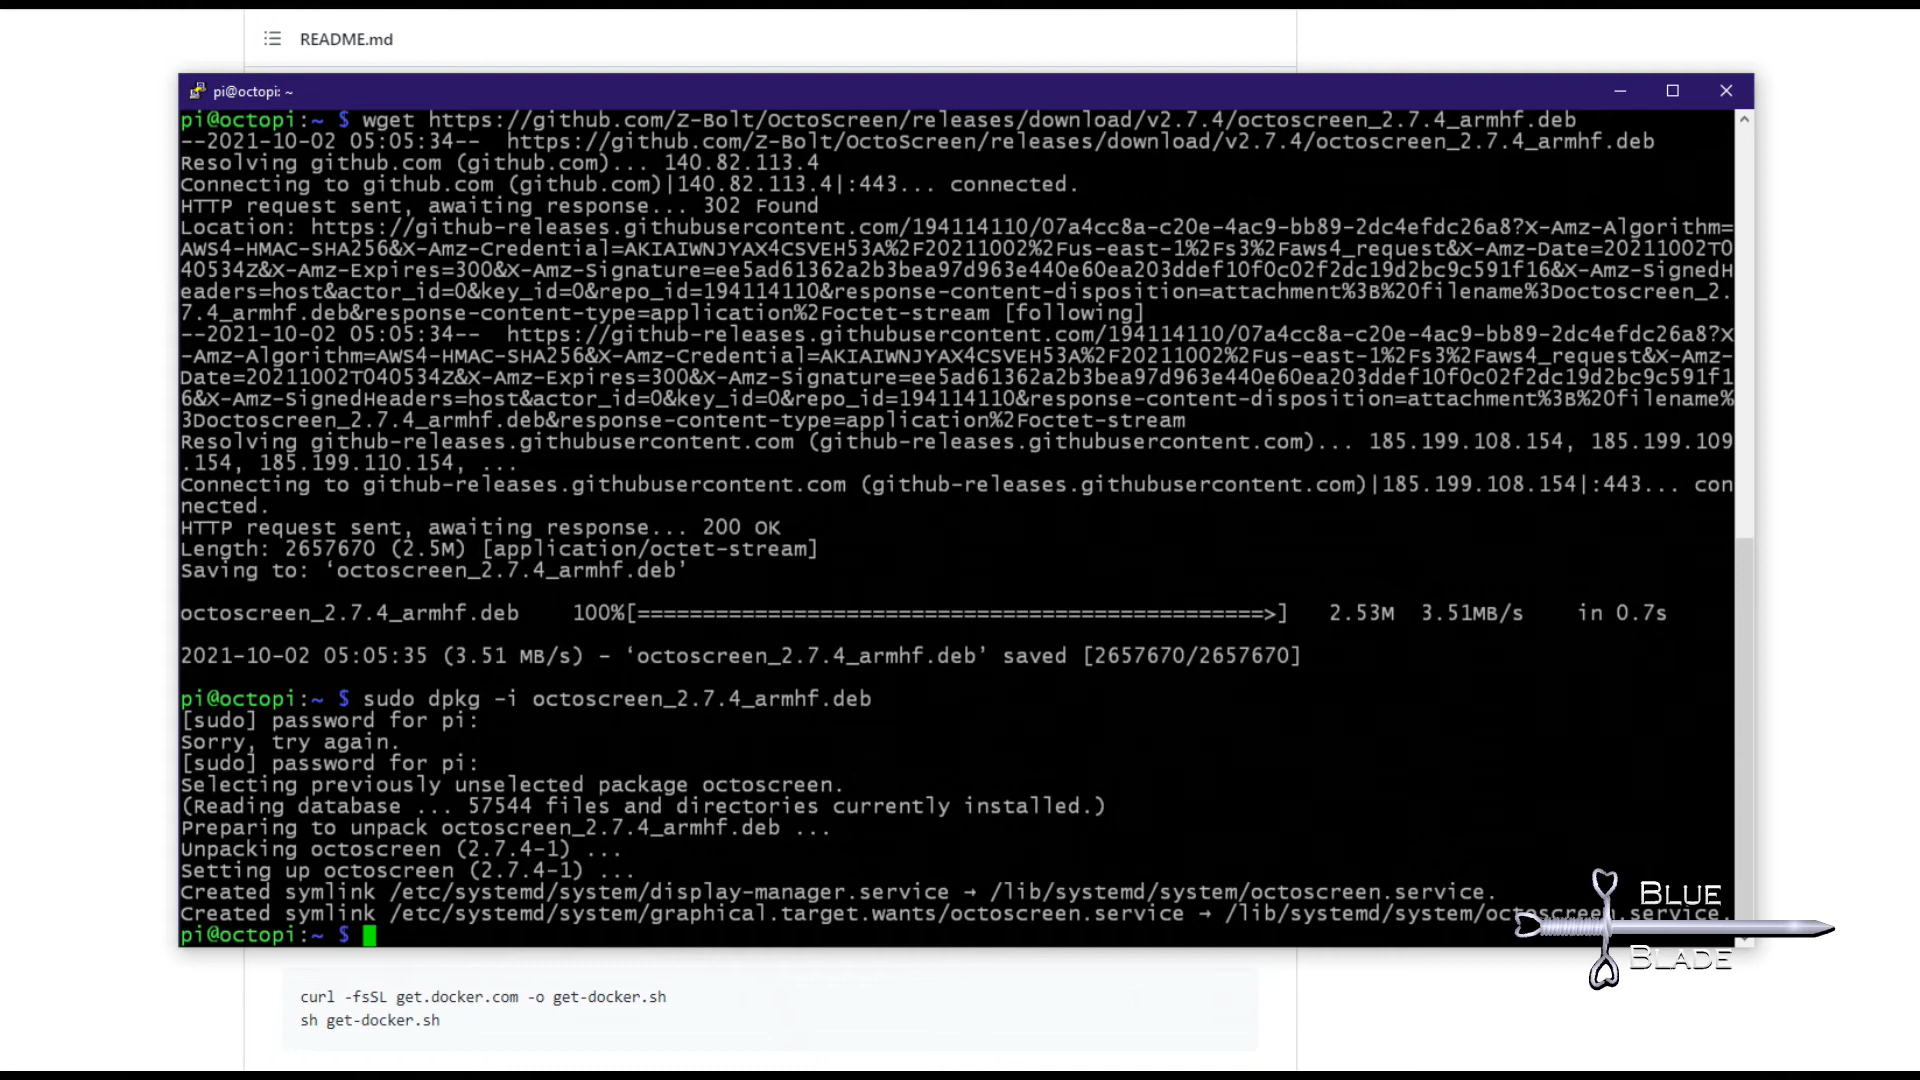 README.md
pi@octopi: ~
pi@octopi:~ $ wget https://github.com/Z-Bolt/OctoScreen/releases/download/v2.7.4/octoscreen_2.7.4_armhf.deb
--2021-10-02 05:05:34--  https://github.com/Z-Bolt/OctoScreen/releases/download/v2.7.4/octoscreen_2.7.4_armhf.deb
Resolving github.com (github.com)... 140.82.113.4
Connecting to github.com (github.com)|140.82.113.4|:443... connected.
HTTP request sent, awaiting response... 302 Found
Location: https://github-releases.githubusercontent.com/194114110/07a4cc8a-c20e-4ac9-bb89-2dc4efdc26a8?X-Amz-Algorithm=
AWS4-HMAC-SHA256&X-Amz-Credential=AKIAIWNJYAX4CSVEH53A%2F20211002%2Fus-east-1%2Fs3%2Faws4_request&X-Amz-Date=20211002T0
40534Z&X-Amz-Expires=300&X-Amz-Signature=ee5ad61362a2b3bea97d963e440e60ea203ddef10f0c02f2dc19d2bc9c591f16&X-Amz-SignedH
eaders=host&actor_id=0&key_id=0&repo_id=194114110&response-content-disposition=attachment%3B%20filename%3Doctoscreen_2.
7.4_armhf.deb&response-content-type=application%2Foctet-stream [following]
--2021-10-02 05:05:34--  https://github-releases.githubusercontent.com/194114110/07a4cc8a-c20e-4ac9-bb89-2dc4efdc26a8?X
-Amz-Algorithm=AWS4-HMAC-SHA256&X-Amz-Credential=AKIAIWNJYAX4CSVEH53A%2F20211002%2Fus-east-1%2Fs3%2Faws4_request&X-Amz-
Date=20211002T040534Z&X-Amz-Expires=300&X-Amz-Signature=ee5ad61362a2b3bea97d963e440e60ea203ddef10f0c02f2dc19d2bc9c591f1
6&X-Amz-SignedHeaders=host&actor_id=0&key_id=0&repo_id=194114110&response-content-disposition=attachment%3B%20filename%
3Doctoscreen_2.7.4_armhf.deb&response-content-type=application%2Foctet-stream
Resolving github-releases.githubusercontent.com (github-releases.githubusercontent.com)... 185.199.108.154, 185.199.109
.154, 185.199.110.154, ...
Connecting to github-releases.githubusercontent.com (github-releases.githubusercontent.com)|185.199.108.154|:443... con
nected.
HTTP request sent, awaiting response... 200 OK
Length: 2657670 (2.5M) [application/octet-stream]
Saving to: ‘octoscreen_2.7.4_armhf.deb’
octoscreen_2.7.4_armhf.deb    100%[================================================>]   2.53M  3.51MB/s    in 0.7s
2021-10-02 05:05:35 (3.51 MB/s) - ‘octoscreen_2.7.4_armhf.deb’ saved [2657670/2657670]
pi@octopi:~ $ sudo dpkg -i octoscreen_2.7.4_armhf.deb
[sudo] password for pi:
Sorry, try again.
[sudo] password for pi:
Selecting previously unselected package octoscreen.
(Reading database ... 57544 files and directories currently installed.)
Preparing to unpack octoscreen_2.7.4_armhf.deb ...
Unpacking octoscreen (2.7.4-1) ...
Setting up octoscreen (2.7.4-1) ...
Created symlink /etc/systemd/system/display-manager.service → /lib/systemd/system/octoscreen.service.
Created symlink /etc/systemd/system/graphical.target.wants/octoscreen.service → /lib/systemd/system/octoscreen.service.
pi@octopi:~ $
BLUE
BLADE
curl -fsSL get.docker.com -o get-docker.sh
sh get-docker.sh